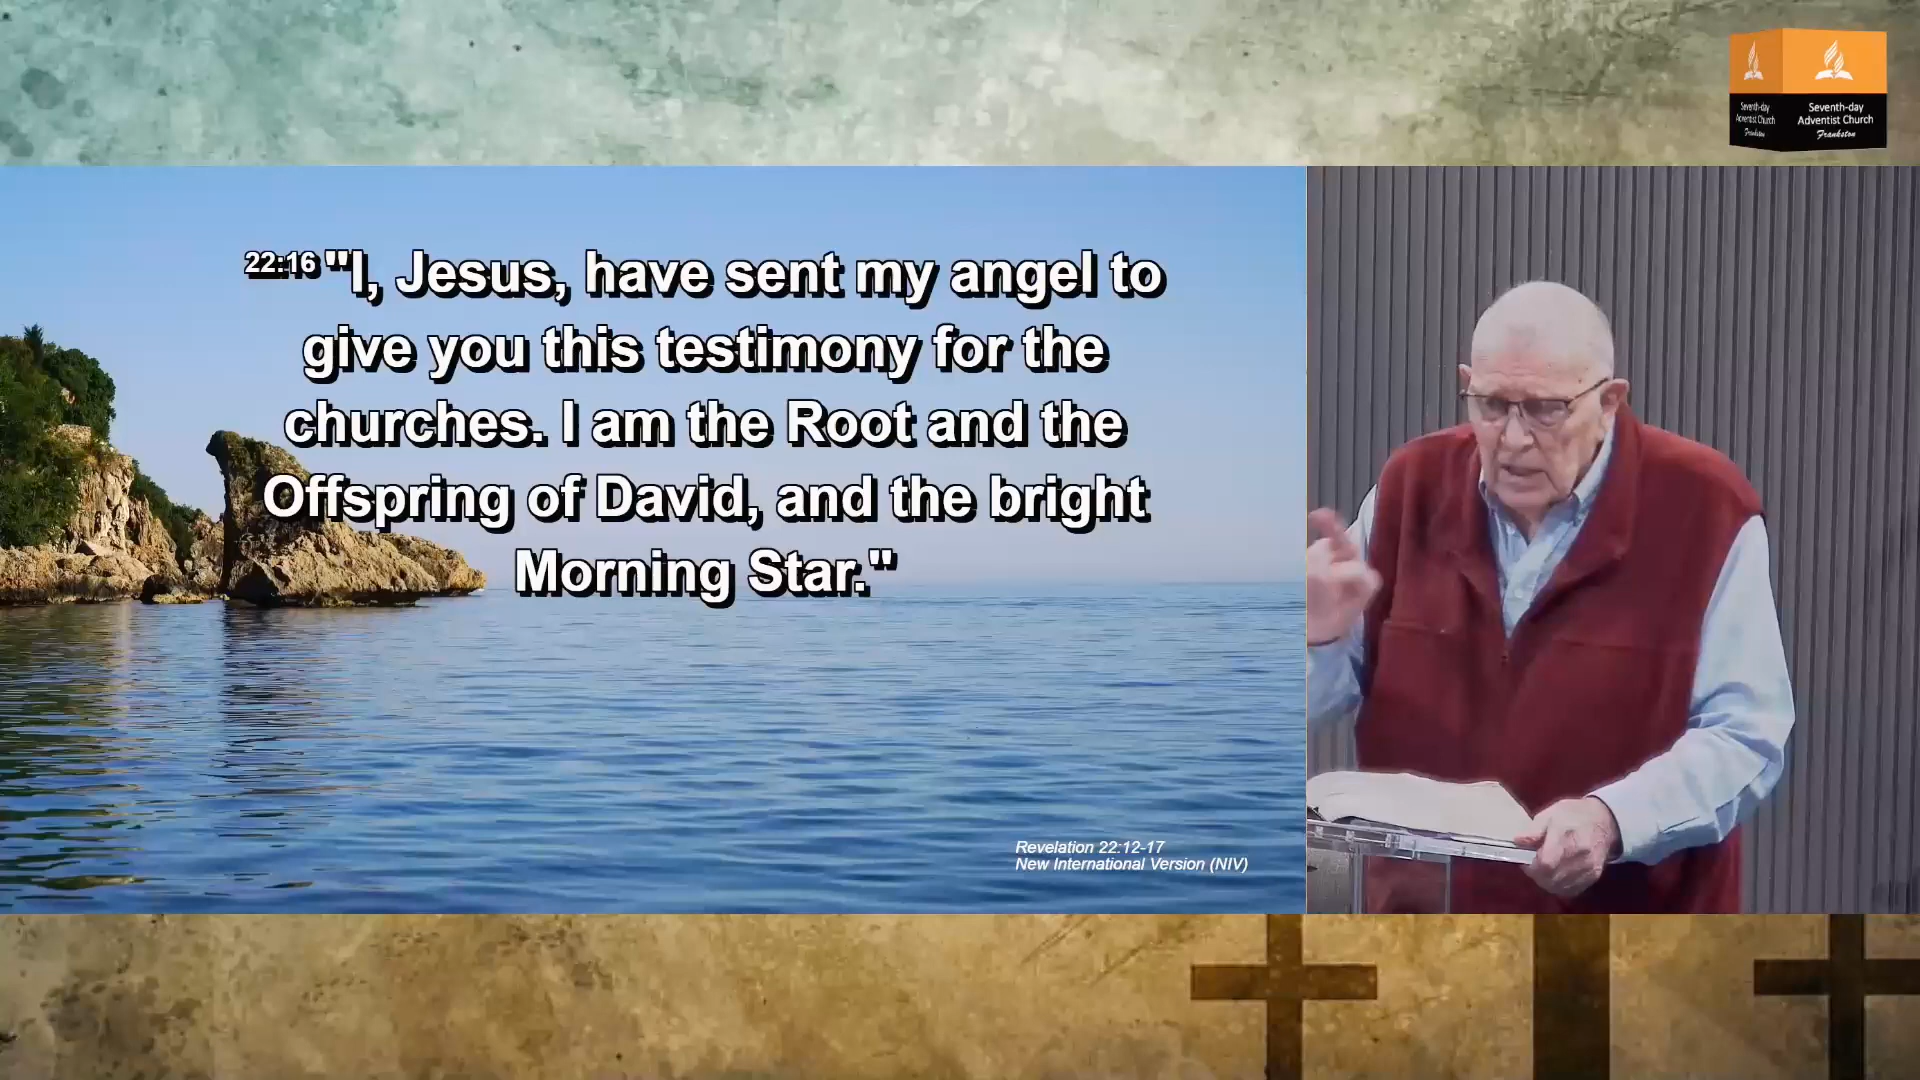 Seventh-day
Adventist Church
Frankston
Seventh-day
Adventist Church
Frankston
22:16 "I, Jesus, have sent my angel to
give you this testimony for the
churches. I am the Root and the
Offspring of David, and the bright
Morning Star."
Revelation 22:12-17
New International Version (NIV)